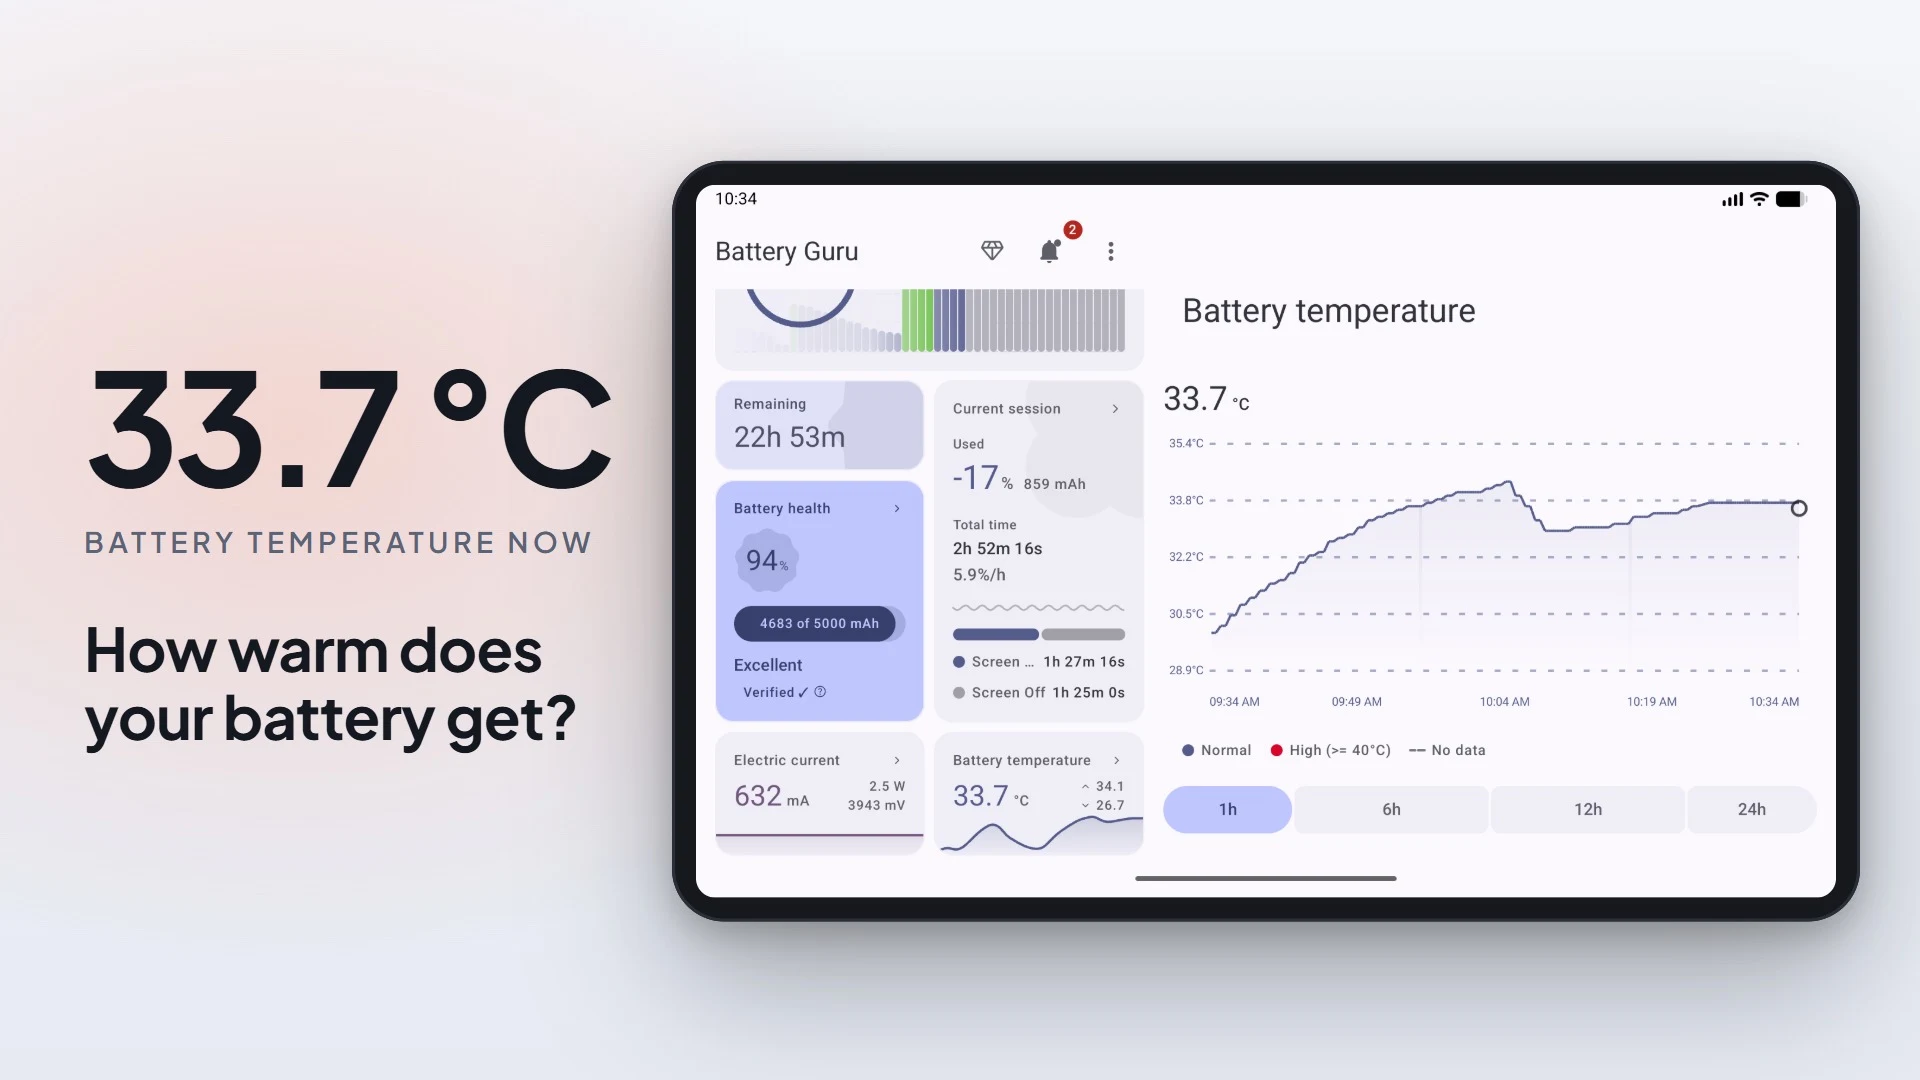 33.7 °C
BATTERY TEMPERATURE NOW
How warm does
your battery get?
10:34
Battery Guru
2
Remaining
22h 53m
Battery health
94%
4683 of 5000 mAh
Excellent
Verified ✓
Current session
Used
-17% 859 mAh
Total time
2h 52m 16s
5.9%/h
Screen ... 1h 27m 16s
Screen Off 1h 25m 0s
Electric current
632 mA
2.5 W
3943 mV
Battery temperature
33.7 °C
34.1
26.7
Battery temperature
33.7 °C
35.4°C
33.8°C
32.2°C
30.5°C
28.9°C
09:34 AM 09:49 AM 10:04 AM 10:19 AM 10:34 AM
Normal High (>= 40°C) No data
1h 6h 12h 24h